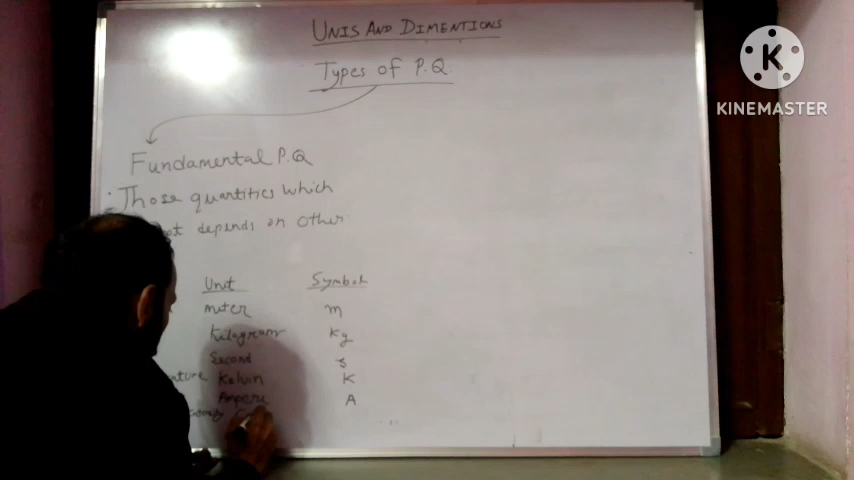 UNIS AND DIMENTIONS
Types of P.Q.
KINEMASTER
Fundamental P.Q
Those quantities which
not depends on other
Unit Symbol
meter m
Kilogram Kg
Second s
Kelvin K
Ampere A